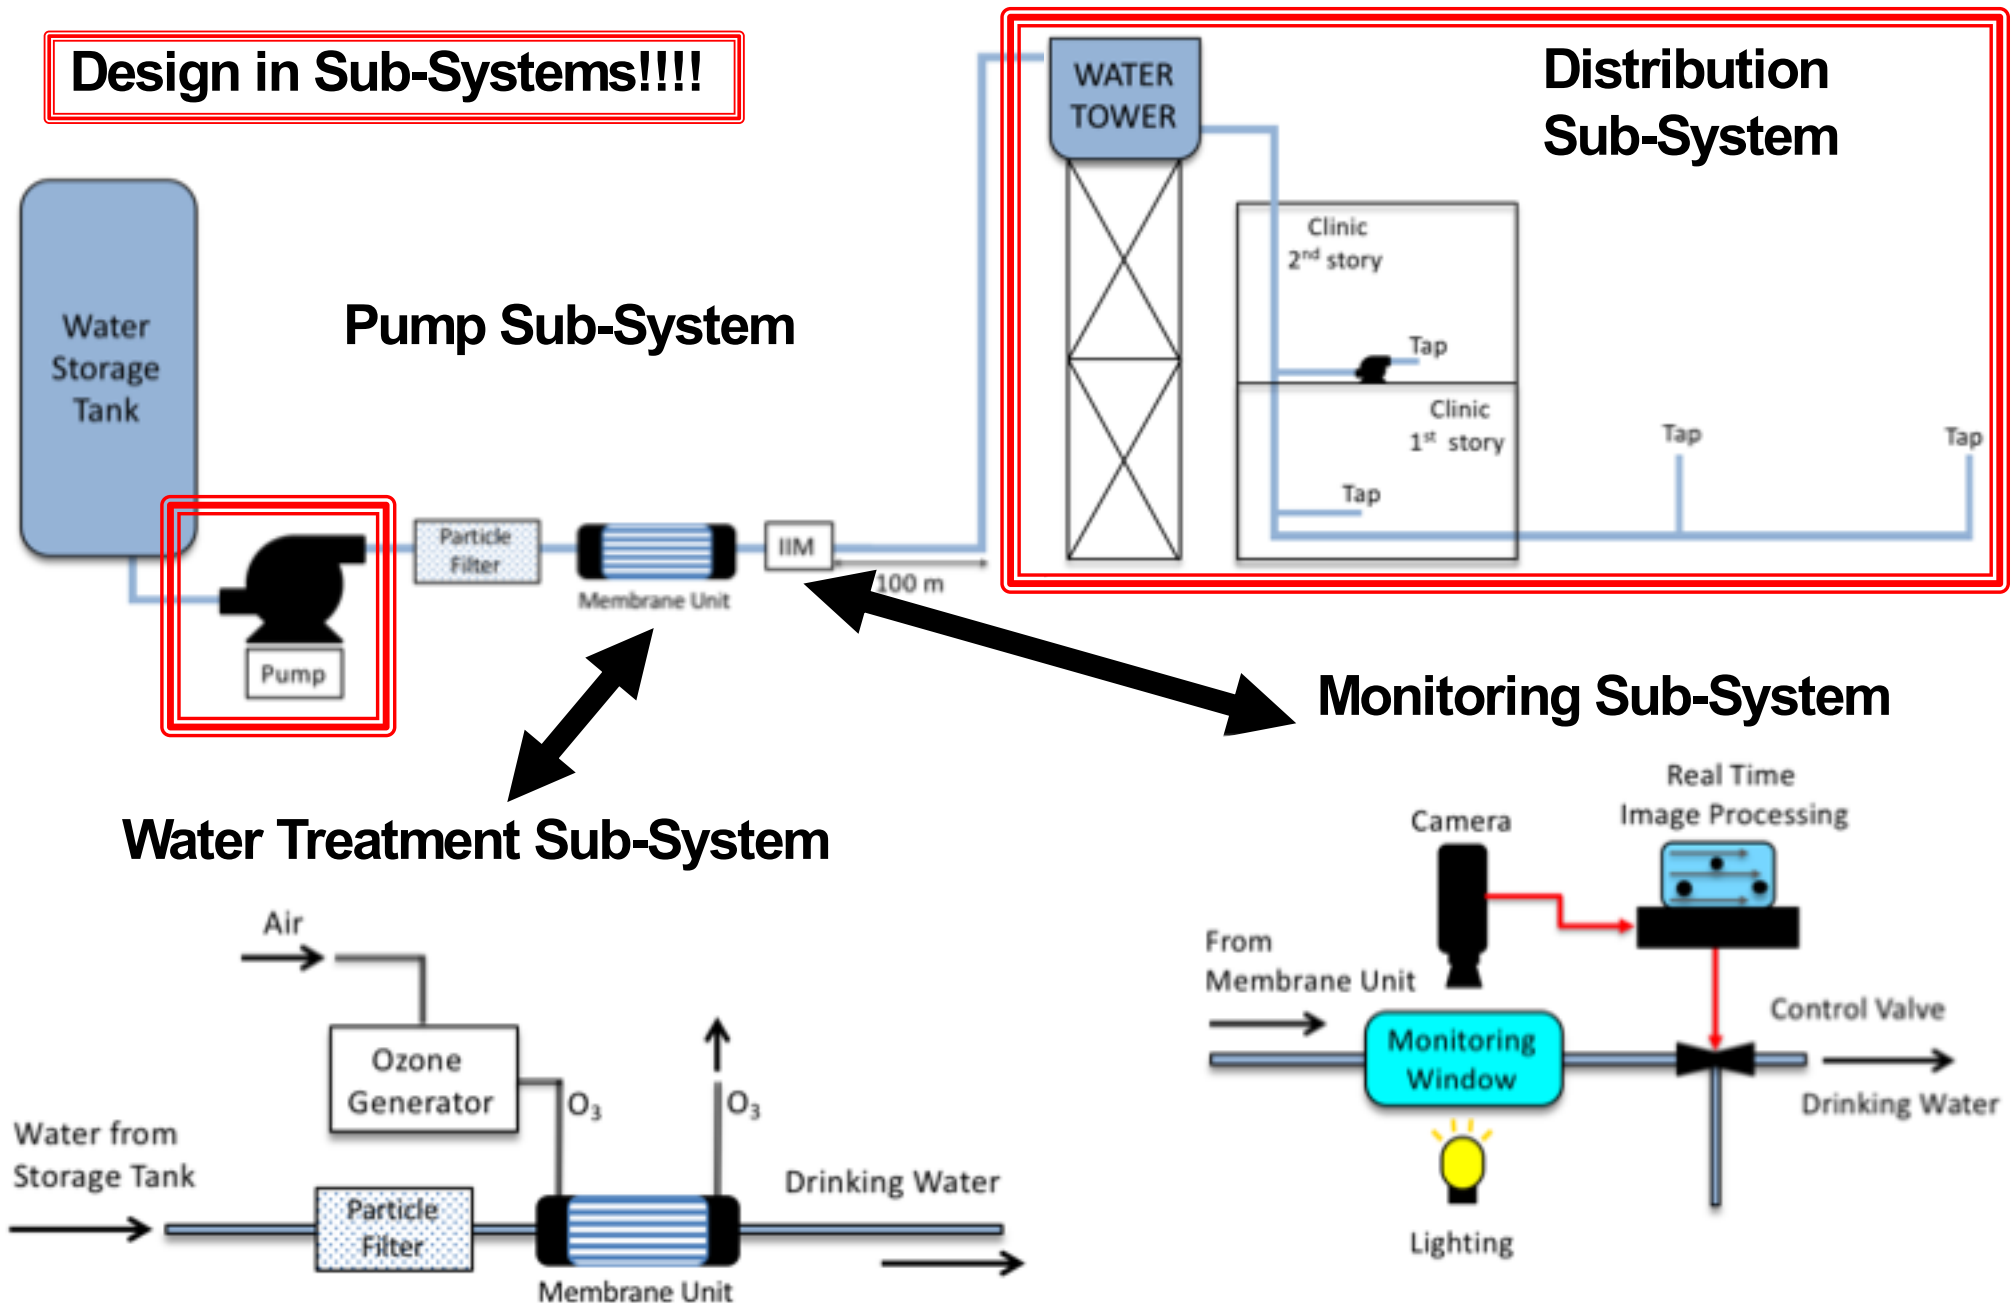 Design in Sub-Systems!!!!
WATER
TOWER
Distribution
Sub-System
Water
Storage
Tank
Pump Sub-System
Clinic
2nd story
Tap
Clinic
1st story
Tap
Tap
Tap
Particle
Filter
Membrane Unit
IIM
100 m
Pump
Monitoring Sub-System
Water Treatment Sub-System
Air
Ozone
Generator
O3
O3
Water from
Storage Tank
Particle
Filter
Membrane Unit
Drinking Water
Real Time
Image Processing
Camera
From
Membrane Unit
Monitoring
Window
Control Valve
Drinking Water
Lighting